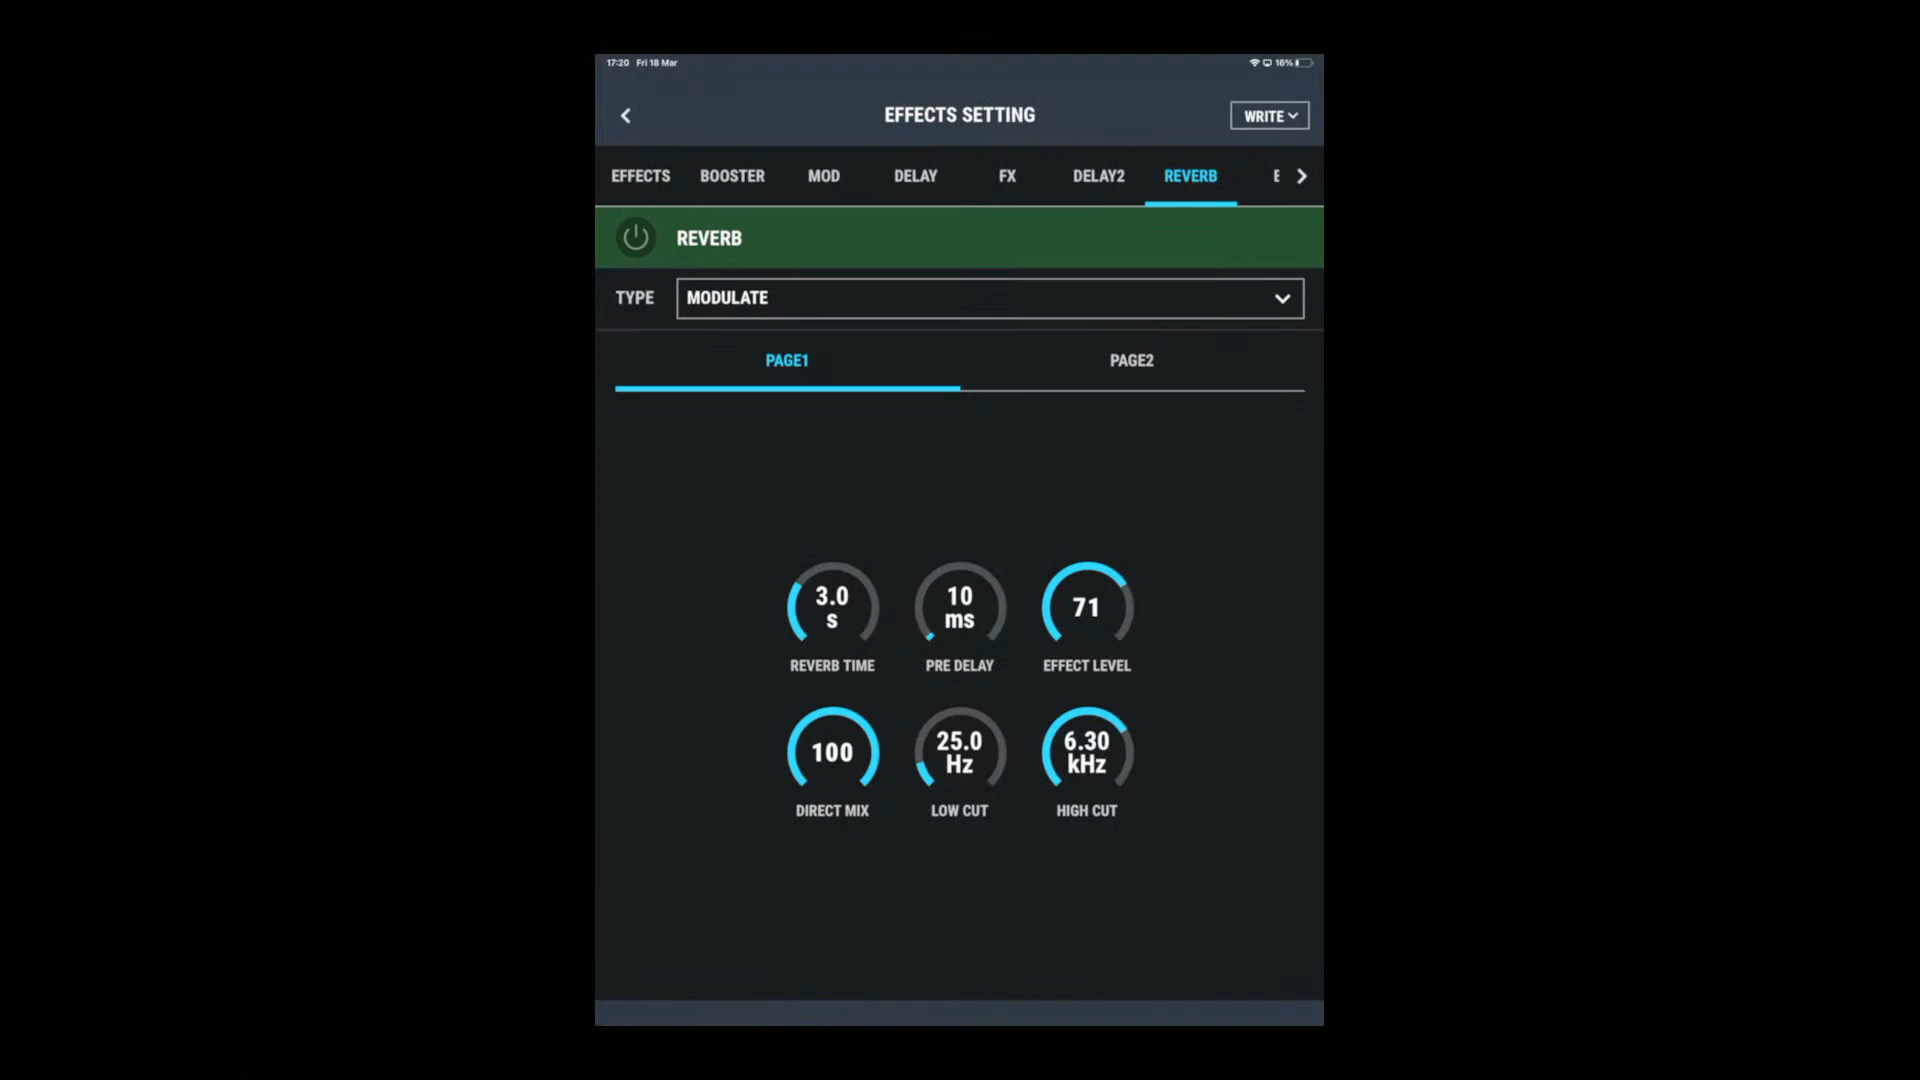 17:20 Fri 18 Mar
16%
EFFECTS SETTING
WRITE
EFFECTS BOOSTER MOD DELAY FX DELAY2 REVERB E
REVERB
TYPE MODULATE
PAGE1 PAGE2
3.0 s
REVERB TIME
10 ms
PRE DELAY
71
EFFECT LEVEL
100
DIRECT MIX
25.0 Hz
LOW CUT
6.30 kHz
HIGH CUT